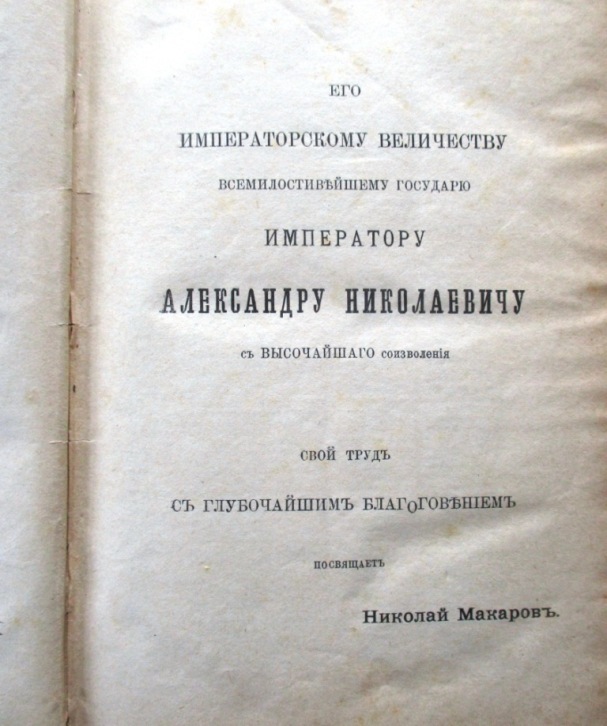 ЕГО
ИМПЕРАТОРСКОМУ ВЕЛИЧЕСТВУ
ВСЕМИЛОСТИВѢЙШЕМУ ГОСУДАРЮ
ИМПЕРАТОРУ
АЛЕКСАНДРУ НИКОЛАЕВИЧУ
съ ВЫСОЧАЙШАГО соизволенія
СВОЙ ТРУДЪ
СЪ ГЛУБОЧАЙШИМЪ БЛАГОГОВѢНІЕМЪ
ПОСВЯЩАЕТЪ
Николай Макаровъ.